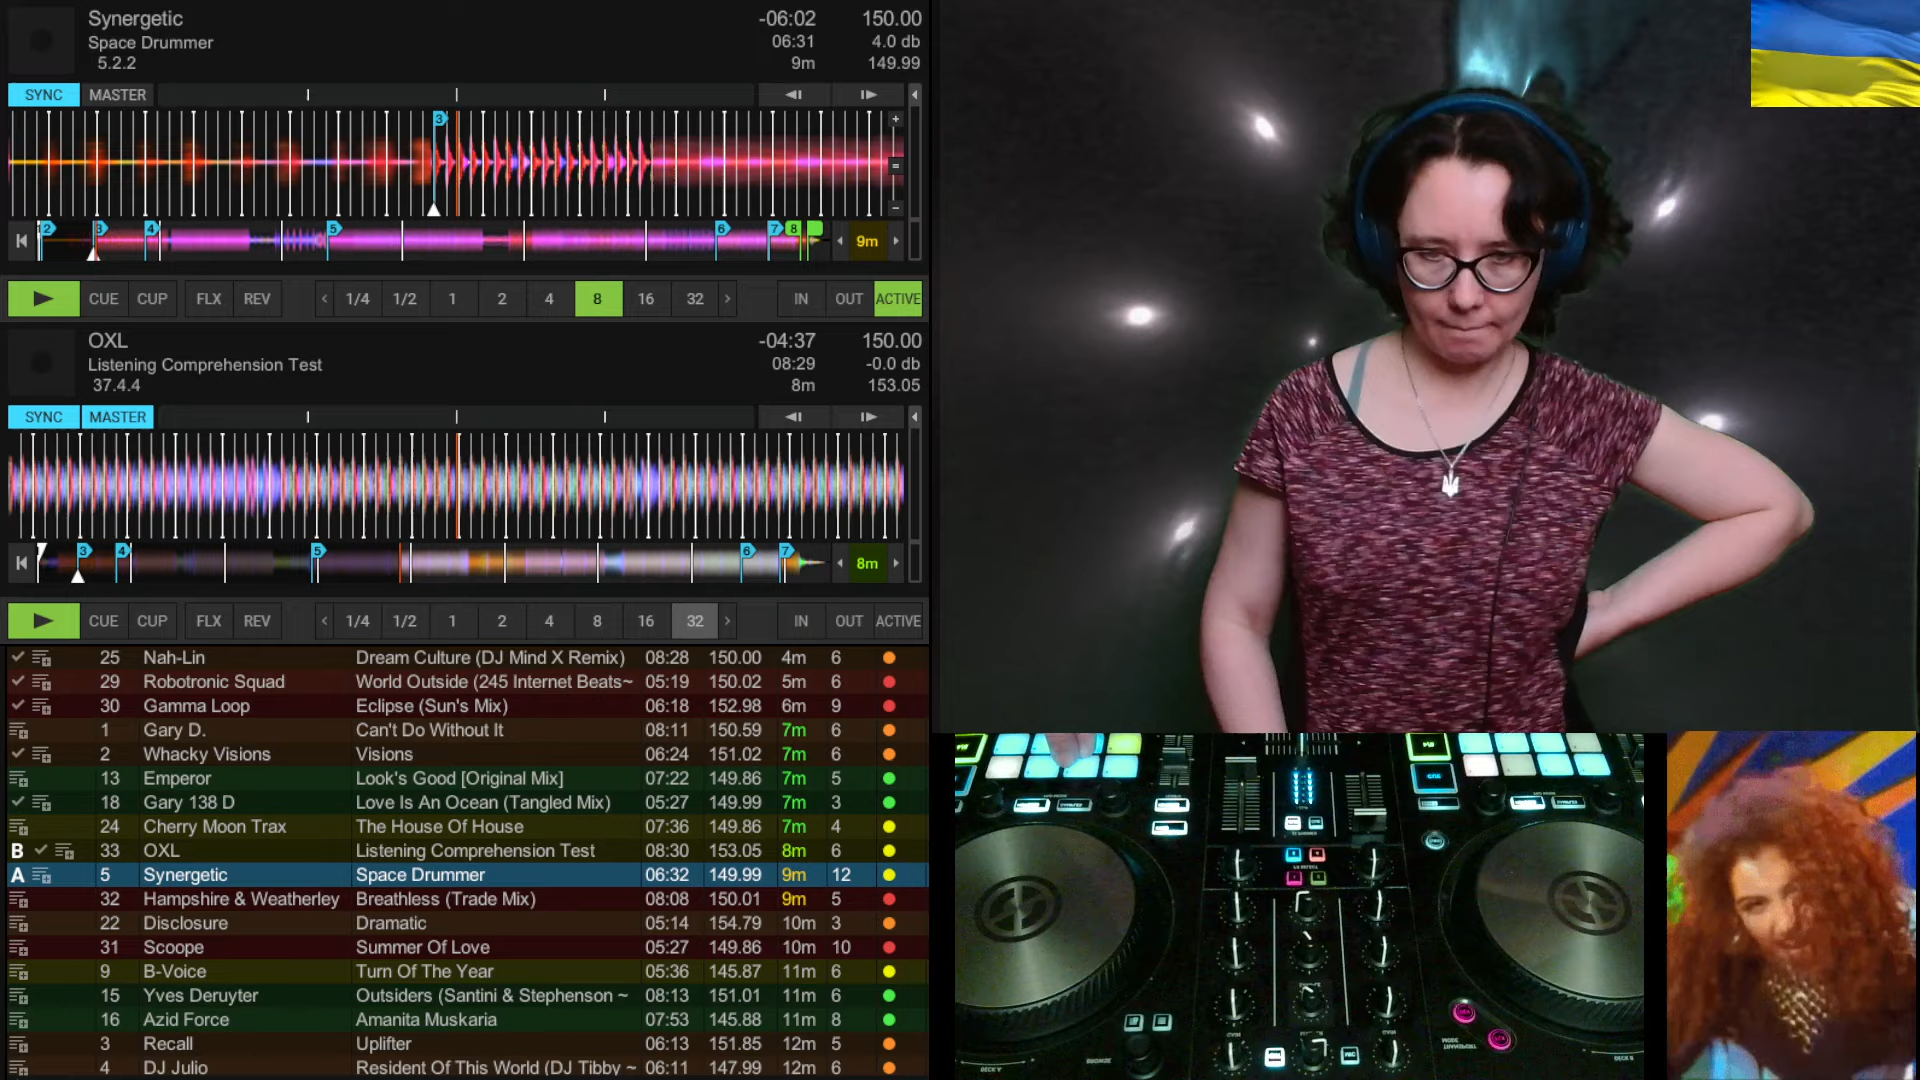 Synergetic -06:02 150.00
Space Drummer 06:31 4.0 db
5.2.2 9m 149.99
SYNC MASTER
3
2 3 4 5 6 7 8 9m
CUE CUP FLX REV 1/4 1/2 1 2 4 8 16 32 IN OUT ACTIVE
OXL -04:37 150.00
Listening Comprehension Test 08:29 -0.0 db
37.4.4 8m 153.05
SYNC MASTER
3 4 5 6 7 8m
CUE CUP FLX REV 1/4 1/2 1 2 4 8 16 32 IN OUT ACTIVE
25 Nah-Lin Dream Culture (DJ Mind X Remix) 08:28 150.00 4m 6
29 Robotronic Squad World Outside (245 Internet Beats~ 05:19 150.02 5m 6
30 Gamma Loop Eclipse (Sun's Mix) 06:18 152.98 6m 9
1 Gary D. Can't Do Without It 08:11 150.59 7m 6
2 Whacky Visions Visions 06:24 151.02 7m 6
13 Emperor Look's Good [Original Mix] 07:22 149.86 7m 5
18 Gary 138 D Love Is An Ocean (Tangled Mix) 05:27 149.99 7m 3
24 Cherry Moon Trax The House Of House 07:36 149.86 7m 4
B 33 OXL Listening Comprehension Test 08:30 153.05 8m 6
A 5 Synergetic Space Drummer 06:32 149.99 9m 12
32 Hampshire & Weatherley Breathless (Trade Mix) 08:08 150.01 9m 5
22 Disclosure Dramatic 05:14 154.79 10m 3
31 Scoope Summer Of Love 05:27 149.86 10m 10
9 B-Voice Turn Of The Year 05:36 145.87 11m 6
15 Yves Deruyter Outsiders (Santini & Stephenson ~ 08:13 151.01 11m 6
16 Azid Force Amanita Muskaria 07:53 145.88 11m 8
3 Recall Uplifter 06:13 151.85 12m 5
4 DJ Julio Resident Of This World (DJ Tibby ~ 06:11 147.99 12m 6